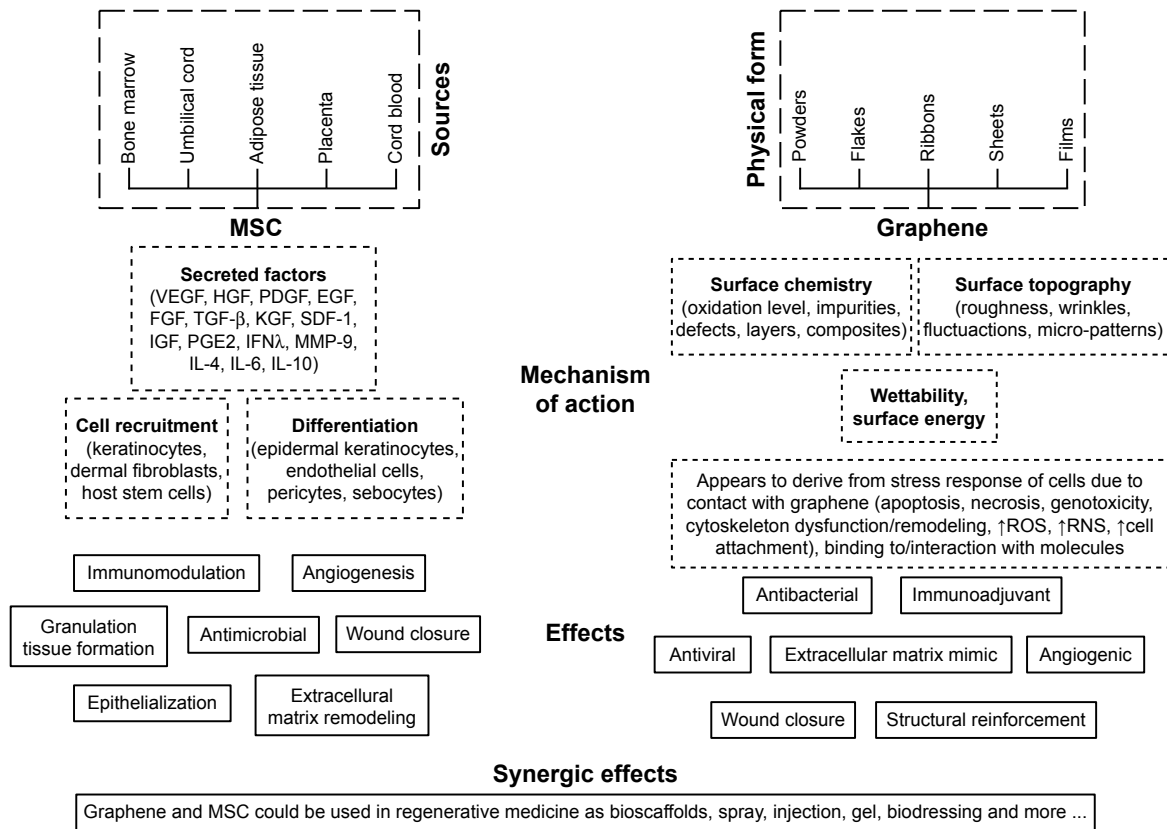 Bone marrow
Umbilical cord
Adipose tissue
Placenta
Cord blood
Sources
MSC
Physical form
Powders
Flakes
Ribbons
Sheets
Films
Graphene
Secreted factors
(VEGF, HGF, PDGF, EGF,
FGF, TGF-β, KGF, SDF-1,
IGF, PGE2, IFNλ, MMP-9,
IL-4, IL-6, IL-10)
Cell recruitment
(keratinocytes,
dermal fibroblasts,
host stem cells)
Differentiation
(epidermal keratinocytes,
endothelial cells,
pericytes, sebocytes)
Mechanism
of action
Surface chemistry
(oxidation level, impurities,
defects, layers, composites)
Surface topography
(roughness, wrinkles,
fluctuactions, micro-patterns)
Wettability,
surface energy
Appears to derive from stress response of cells due to
contact with graphene (apoptosis, necrosis, genotoxicity,
cytoskeleton dysfunction/remodeling, ↑ROS, ↑RNS, ↑cell
attachment), binding to/interaction with molecules
Immunomodulation
Angiogenesis
Granulation
tissue formation
Antimicrobial
Wound closure
Epithelialization
Extracellural
matrix remodeling
Effects
Antibacterial
Immunoadjuvant
Antiviral
Extracellular matrix mimic
Angiogenic
Wound closure
Structural reinforcement
Synergic effects
Graphene and MSC could be used in regenerative medicine as bioscaffolds, spray, injection, gel, biodressing and more ...